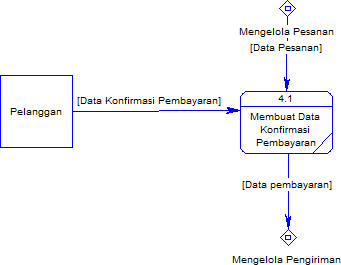 Mengelola Pesanan
[Data Pesanan]
[Data Konfirmasi Pembayaran]
4.1
Pelanggan
Membuat Data
Konfirmasi
Pembayaran
[Data pembayaran]
Mengelola Pengiriman